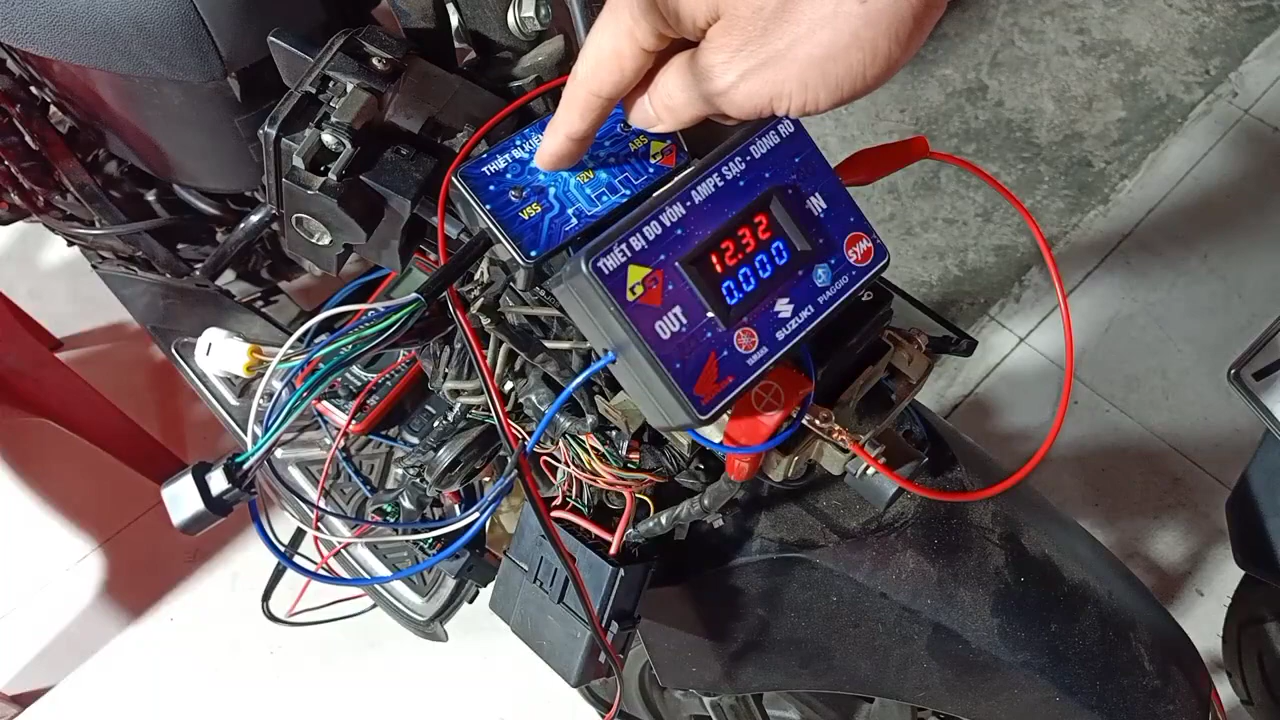 THIẾT BỊ
ABS
12V
VSS
THIẾT BỊ ĐO VÔN - AMPE SẠC - DÒNG RÒ
IN
12.32
0.000
OUT
SYM
PIAGGIO
SUZUKI
YAMAHA